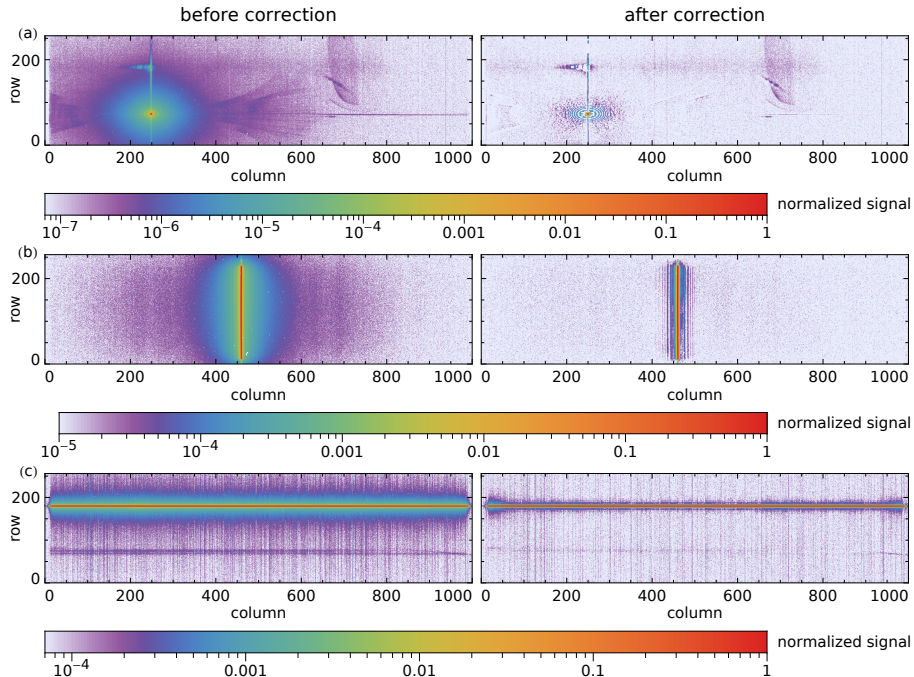 before correction after correction
(a)
row
200
0
0 200 400 600 800 1000 0 200 400 600 800 1000
column column
10⁻⁷ 10⁻⁶ 10⁻⁵ 10⁻⁴ 0.001 0.01 0.1 1
normalized signal
(b)
row
200
0
0 200 400 600 800 1000 0 200 400 600 800 1000
column column
10⁻⁵ 10⁻⁴ 0.001 0.01 0.1 1
normalized signal
(c)
row
200
0
0 200 400 600 800 1000 0 200 400 600 800 1000
column column
10⁻⁴ 0.001 0.01 0.1 1
normalized signal